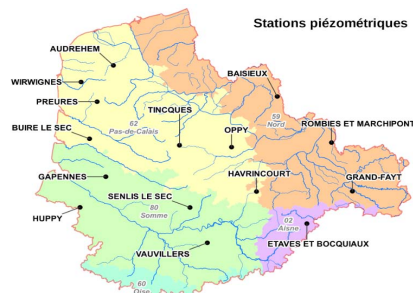 Stations piézométriques
AUDREHEM
BAISIEUX
WIRWIGNES
PREURES
TINCQUES
59
Nord
ROMBIES ET MARCHIPONT
62
Pas-de-Calais
BUIRE LE SEC
OPPY
GAPENNES
HAVRINCOURT
GRAND-FAYT
SENLIS LE SEC
80
Somme
HUPPY
02
Aisne
ETAVES ET BOCQUIAUX
VAUVILLERS
60
Oise